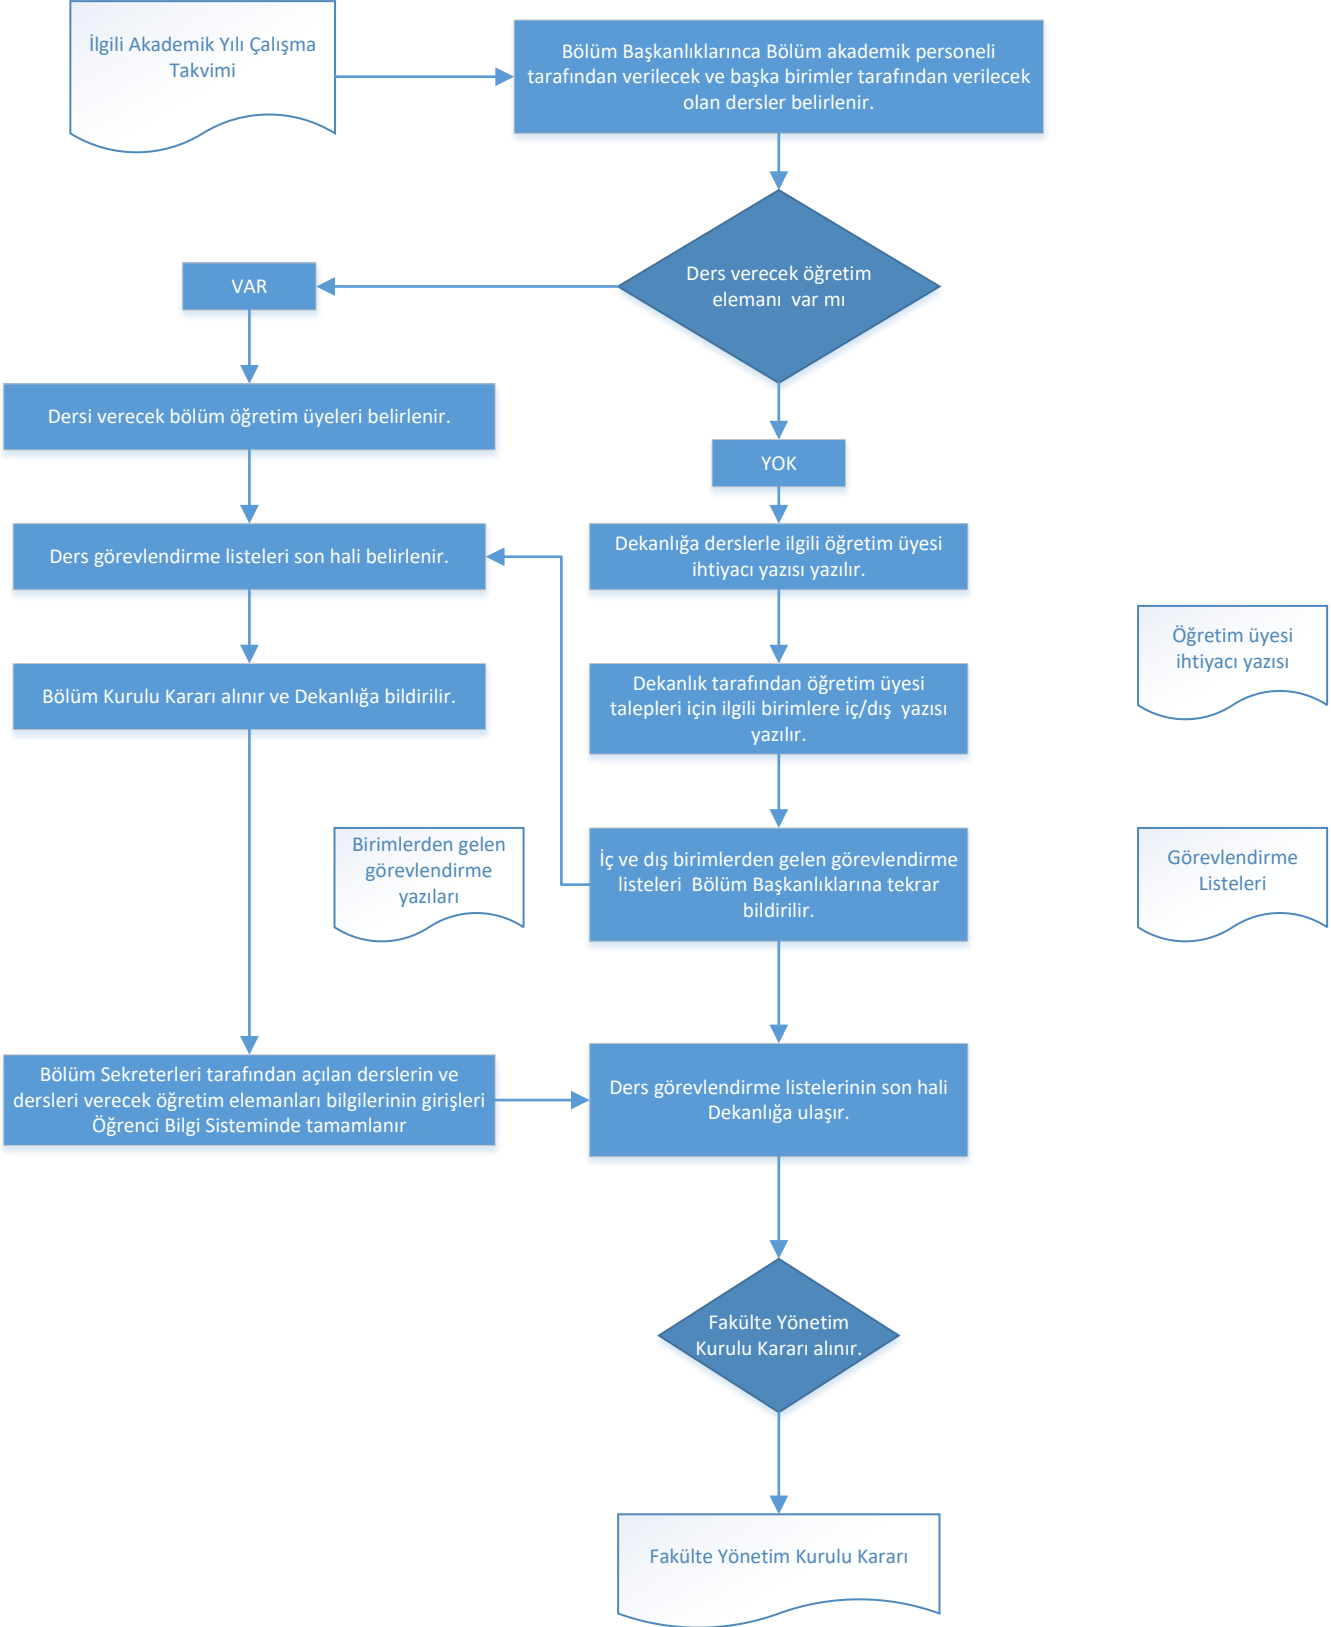 İlgili Akademik Yılı Çalışma
Takvimi
Bölüm Başkanlıklarınca Bölüm akademik personeli
tarafından verilecek ve başka birimler tarafından verilecek
olan dersler belirlenir.
Ders verecek öğretim
elemanı  var mı
VAR
Dersi verecek bölüm öğretim üyeleri belirlenir.
YOK
Ders görevlendirme listeleri son hali belirlenir.
Dekanlığa derslerle ilgili öğretim üyesi
ihtiyacı yazısı yazılır.
Öğretim üyesi
ihtiyacı yazısı
Bölüm Kurulu Kararı alınır ve Dekanlığa bildirilir.
Dekanlık tarafından öğretim üyesi
talepleri için ilgili birimlere iç/dış  yazısı
yazılır.
Birimlerden gelen
görevlendirme
yazıları
İç ve dış birimlerden gelen görevlendirme
listeleri  Bölüm Başkanlıklarına tekrar
bildirilir.
Görevlendirme
Listeleri
Bölüm Sekreterleri tarafından açılan derslerin ve
dersleri verecek öğretim elemanları bilgilerinin girişleri
Öğrenci Bilgi Sisteminde tamamlanır
Ders görevlendirme listelerinin son hali
Dekanlığa ulaşır.
Fakülte Yönetim
Kurulu Kararı alınır.
Fakülte Yönetim Kurulu Kararı